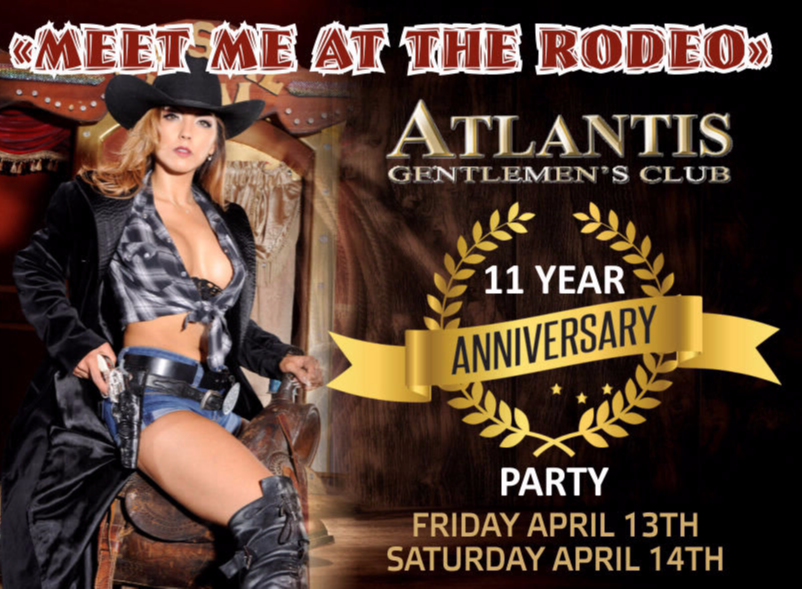 «MEET ME AT THE RODEO»
ATLANTIS
GENTLEMEN'S CLUB
11 YEAR
ANNIVERSARY
PARTY
FRIDAY APRIL 13TH
SATURDAY APRIL 14TH